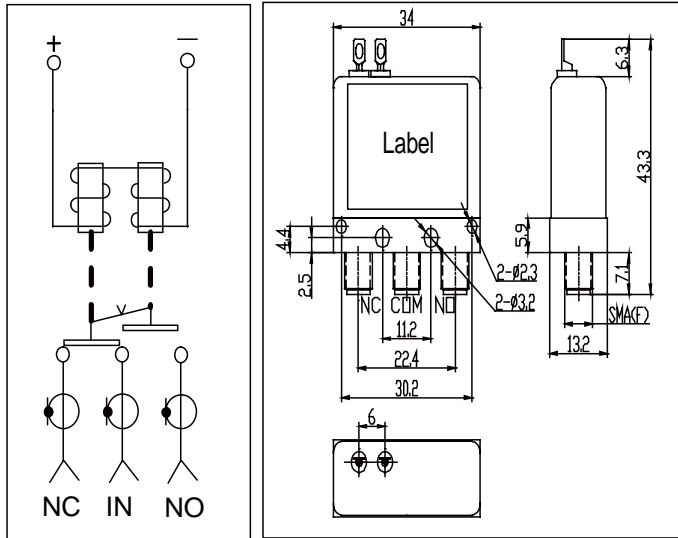 + −
NC IN NO
34
Label
4.4
2.5
2-ø2.3
2-ø3.2
NC COM NO
11.2
22.4
30.2
6.3
43.3
5.9
7.1
SMA(F)
13.2
6